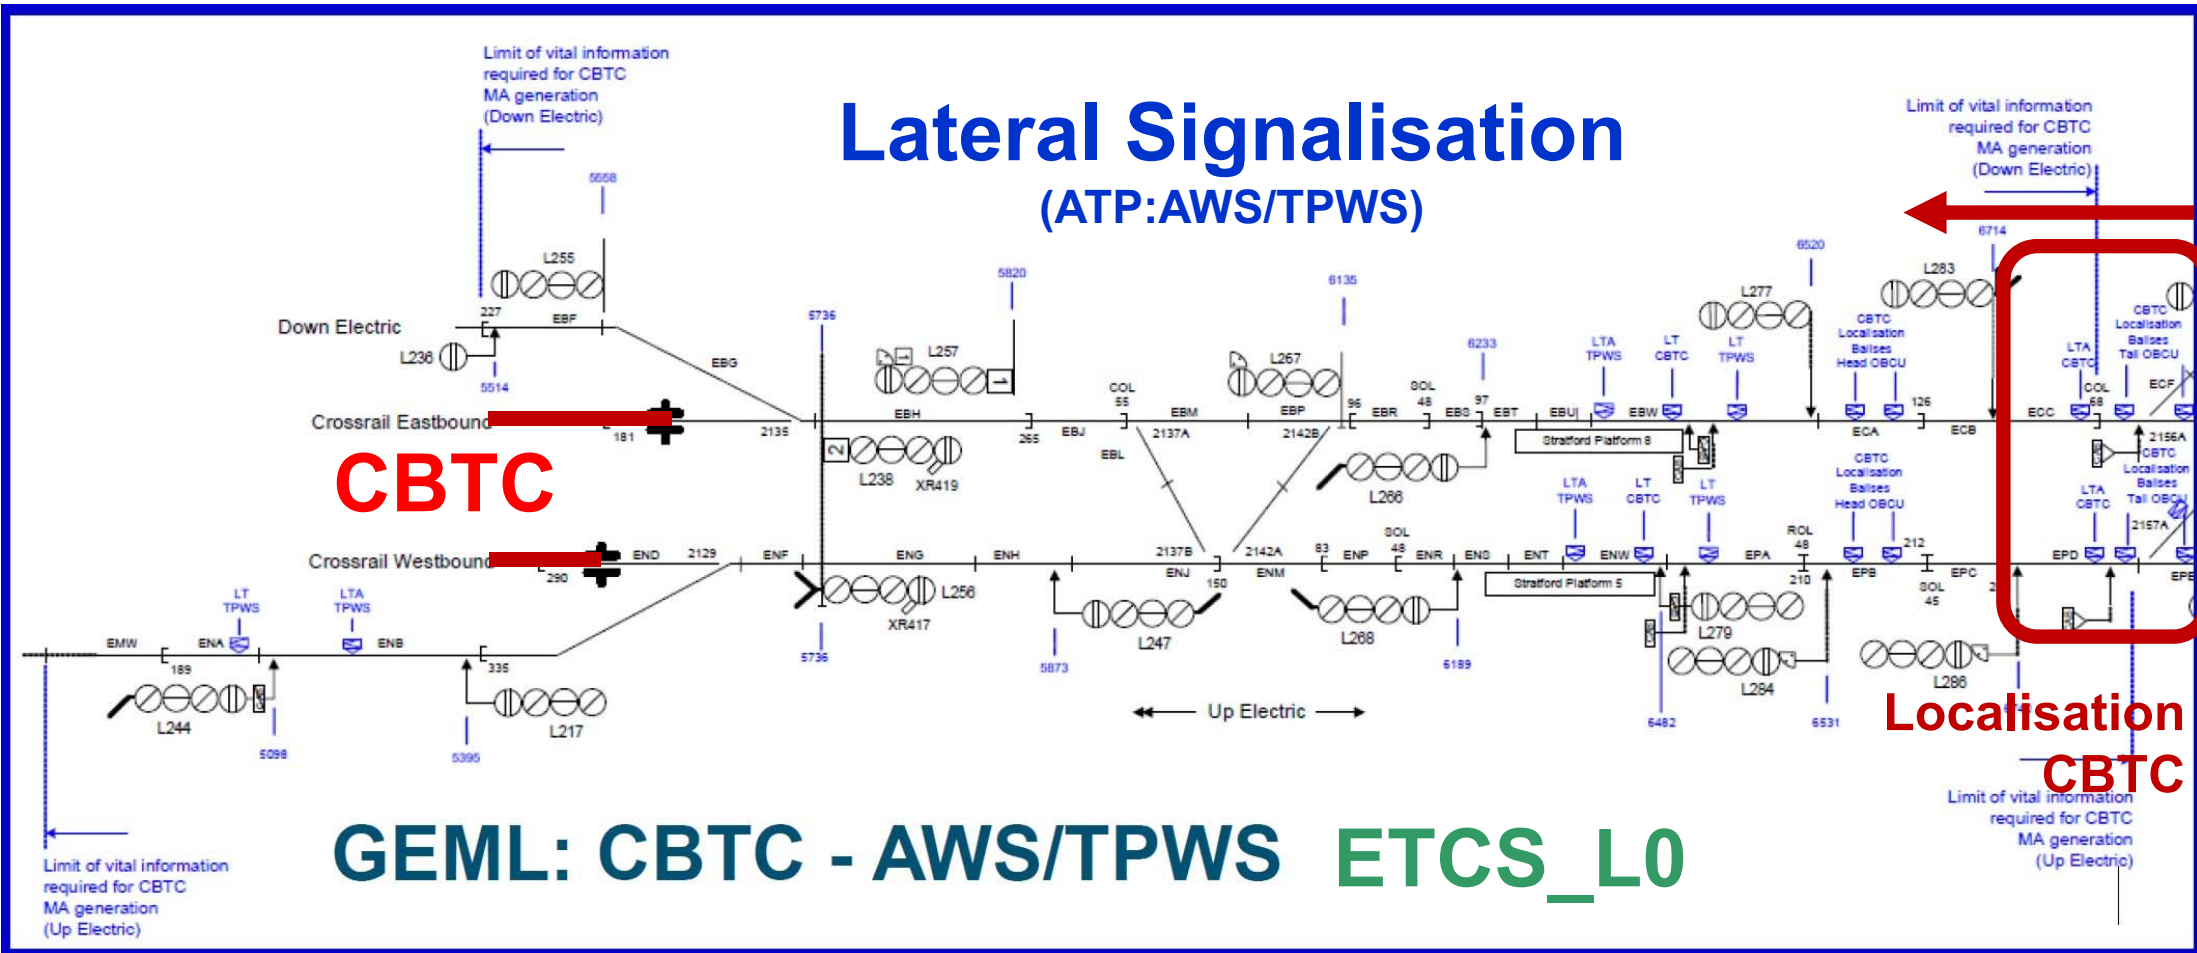 Limit of vital information
required for CBTC
MA generation
(Down Electric)
Lateral Signalisation
(ATP:AWS/TPWS)
Limit of vital information
required for CBTC
MA generation
(Down Electric)
5558
6714
6520
L255
5820
6135
L283
L277
227
EBF
Down Electric
L236
5514
5736
L257
1
1
L267
6233
LTA
TPWS
LT
CBTC
LT
TPWS
CBTC
Localisation
Balises
Head OBCU
LTA
CBTC
CBTC
Localisation
Balises
Tail OBCU
EBG
COL
55
SOL
48
96
97
126
COL
68
ECF
Crossrail Eastbound
181
2135
EBH
265
EBJ
EBM
2137A
EBP
2142B
EBR
EBS
EBT
EBU
EBW
ECA
ECB
ECC
2156A
Stratford Platform 8
CBTC
2
L238
XR419
EBL
L266
LTA
TPWS
LT
CBTC
LT
TPWS
CBTC
Localisation
Balises
Head OBCU
LTA
CBTC
CBTC
Localisation
Balises
Tail OBCU
2157A
Crossrail Westbound
290
END
2129
ENF
ENG
ENH
2137B
ENJ
150
2142A
ENM
83
ENP
SOL
48
ENR
ENS
ENT
ENW
EPA
ROL
48
210
EPB
212
EPC
SOL
45
EPD
EPE
Stratford Platform 5
L256
XR417
5736
LT
TPWS
LTA
TPWS
EMW
189
ENA
ENB
335
L244
5098
5395
L217
5873
L247
L268
6189
L279
L284
6482
6531
L286
Up Electric
Localisation
CBTC
Limit of vital information
required for CBTC
MA generation
(Up Electric)
GEML: CBTC - AWS/TPWS
ETCS_L0
Limit of vital information
required for CBTC
MA generation
(Up Electric)